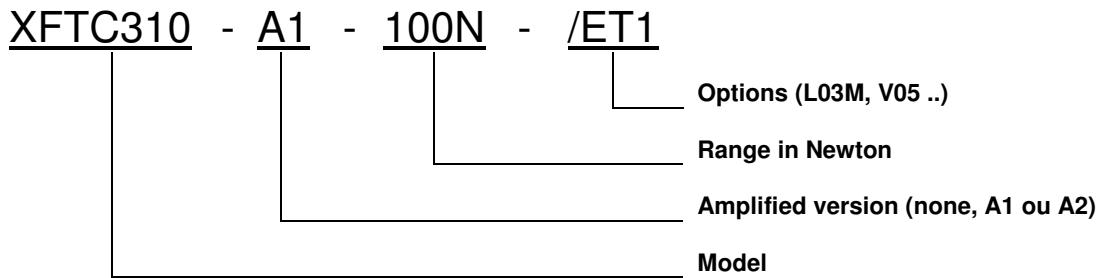 XFTC310 - A1 - 100N - /ET1
Options (L03M, V05 ..)
Range in Newton
Amplified version (none, A1 ou A2)
Model